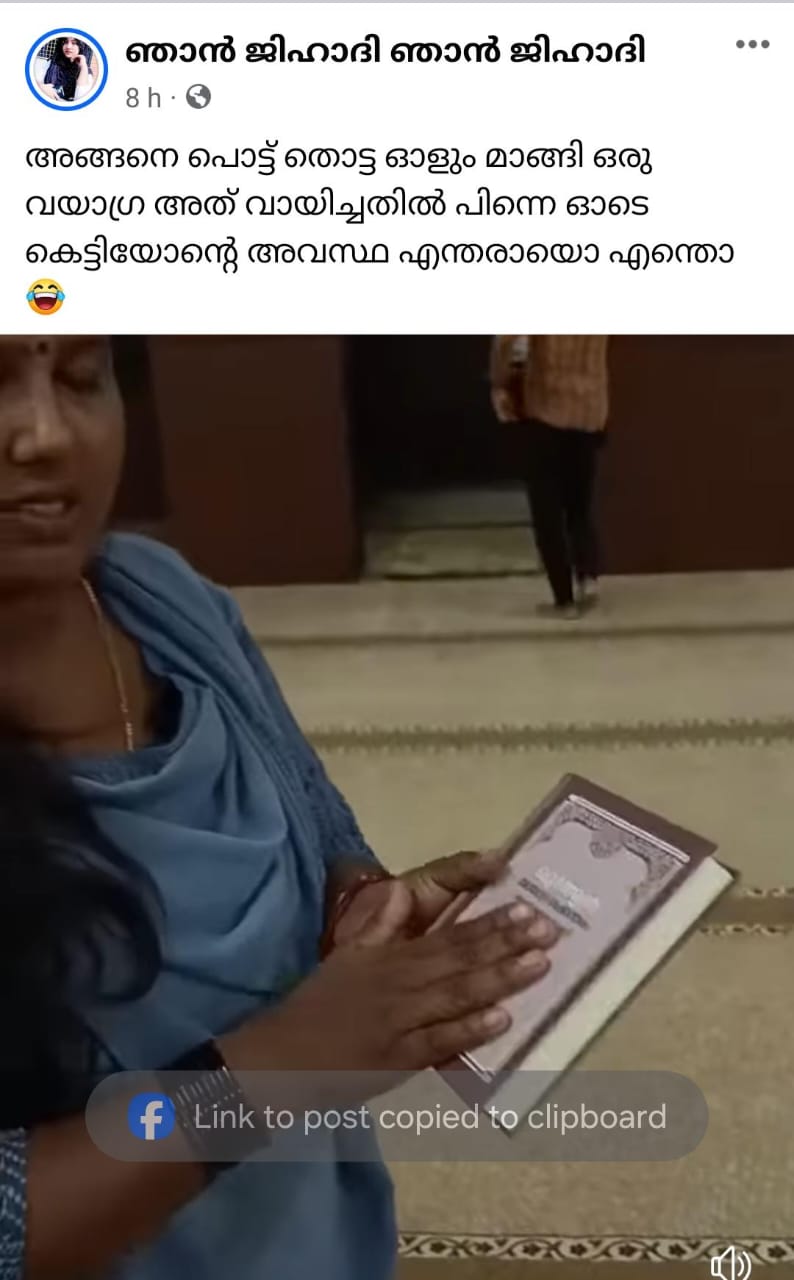 ഞാൻ ജിഹാദി ഞാൻ ജിഹാദി
8 h ·
അങ്ങനെ പൊട്ട് തൊട്ട ഓളും മാങ്ങി ഒരു
വയാഗ്ര അത് വായിച്ചതിൽ പിന്നെ ഓടെ
കെട്ടിയോന്റെ അവസ്ഥ എന്തരായൊ എന്തൊ
😂
Link to post copied to clipboard